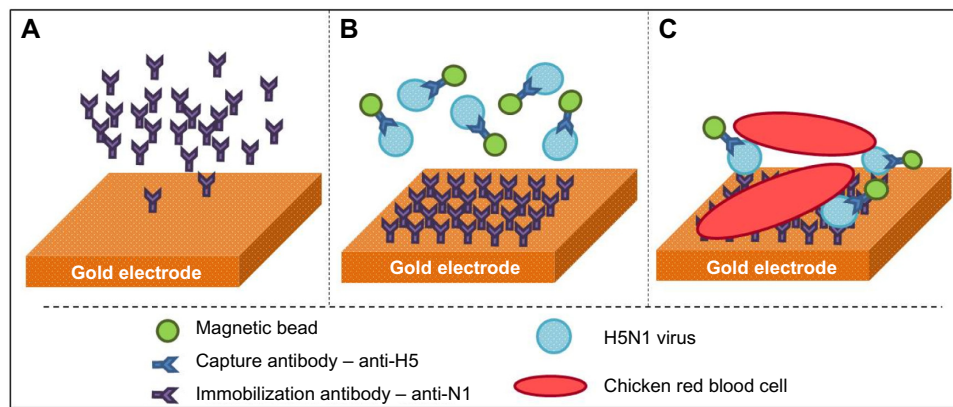 A
B
C
Gold electrode
Gold electrode
Gold electrode
Magnetic bead
Capture antibody – anti-H5
Immobilization antibody – anti-N1
H5N1 virus
Chicken red blood cell